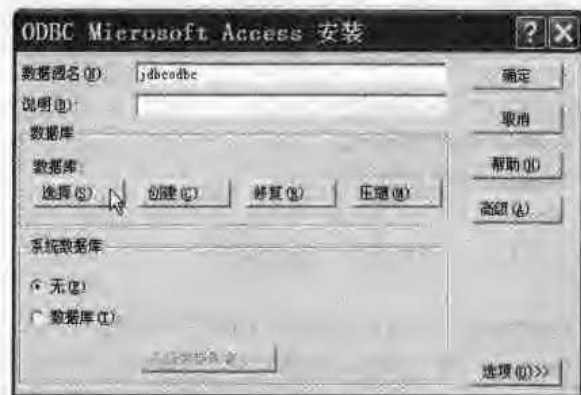 ODBC Microsoft Access 安装
数据源名(N) jdbcodbc
说明(D):
数据库
数据库:
选择(S) 创建(C) 修复(R) 压缩(M)
系统数据库
无(E)
数据库(T)
确定
取消
帮助(H)
高级(A)
选项(O)>>